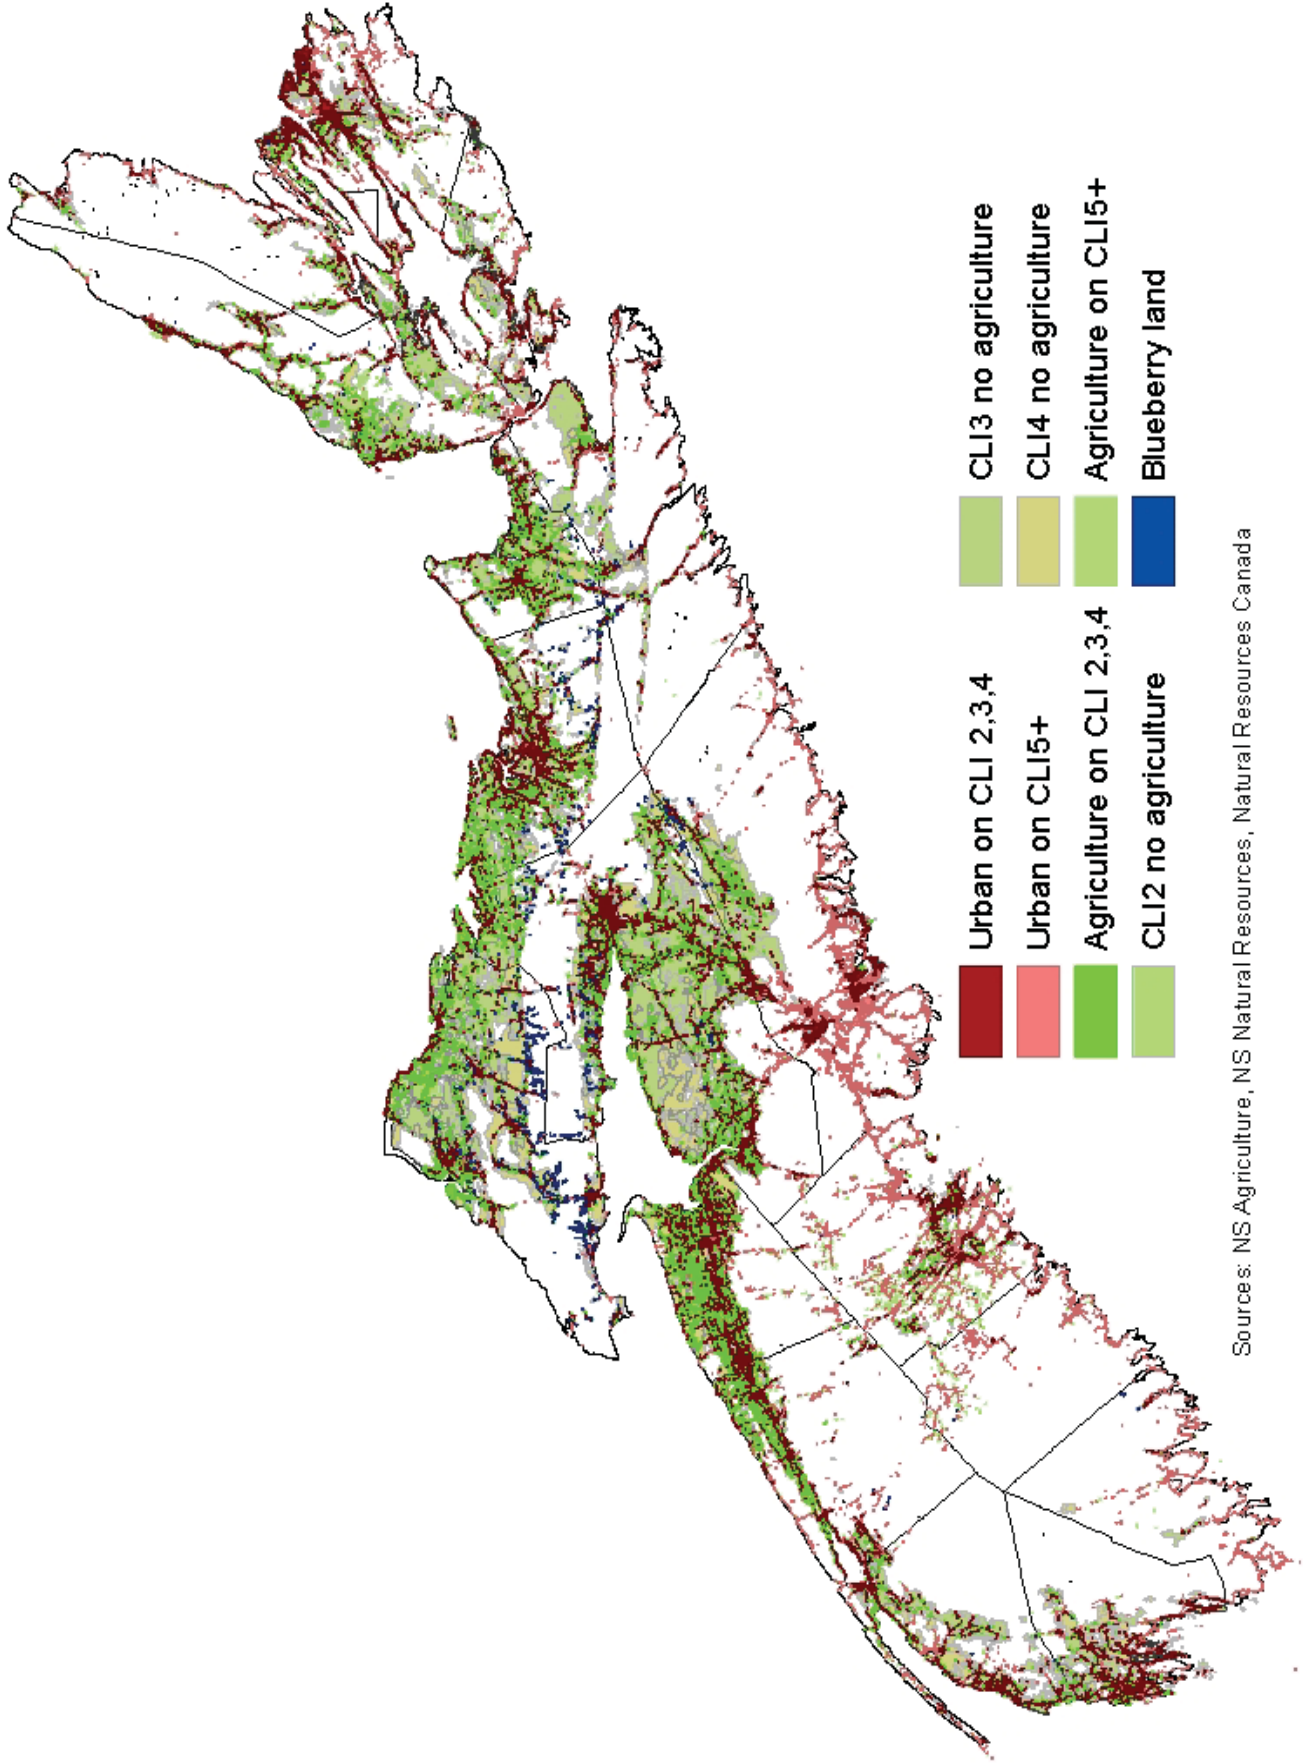 Urban on CLI 2,3,4
Urban on CLI5+
Agriculture on CLI 2,3,4
CLI2 no agriculture
CLI3 no agriculture
CLI4 no agriculture
Agriculture on CLI5+
Blueberry land
Sources: NS Agriculture, NS Natural Resources, Natural Resources Canada